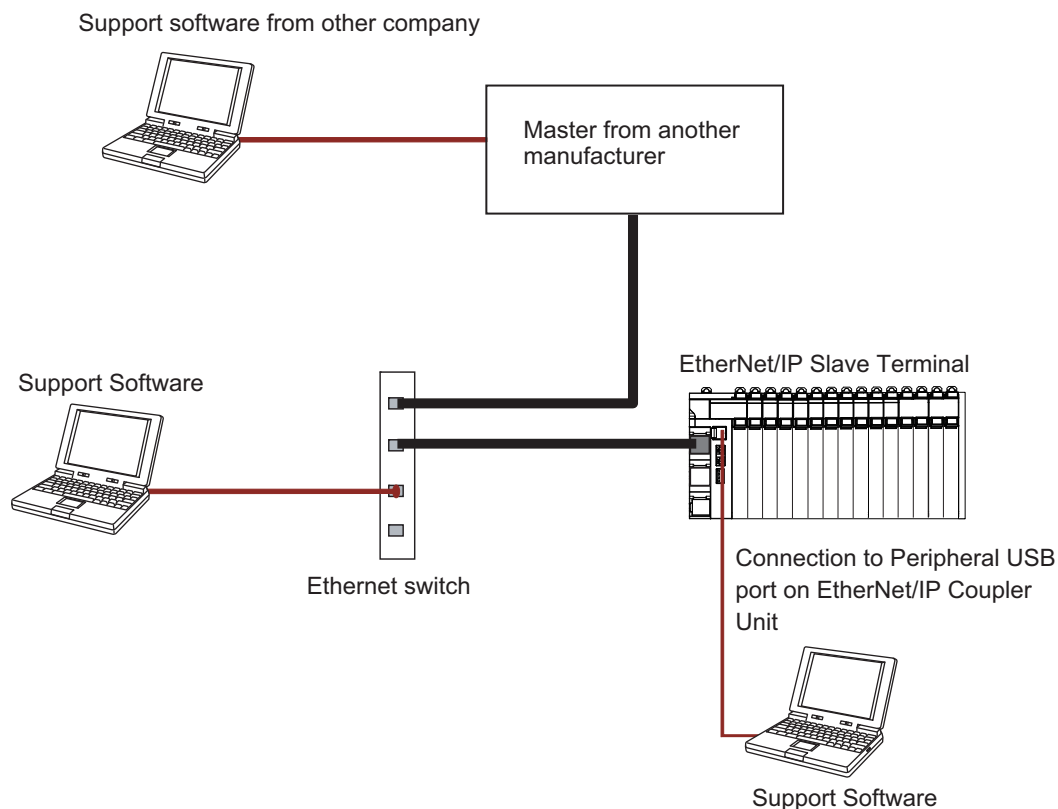 Support software from other company
Master from another
manufacturer
EtherNet/IP Slave Terminal
Support Software
Ethernet switch
Connection to Peripheral USB
port on EtherNet/IP Coupler
Unit
Support Software